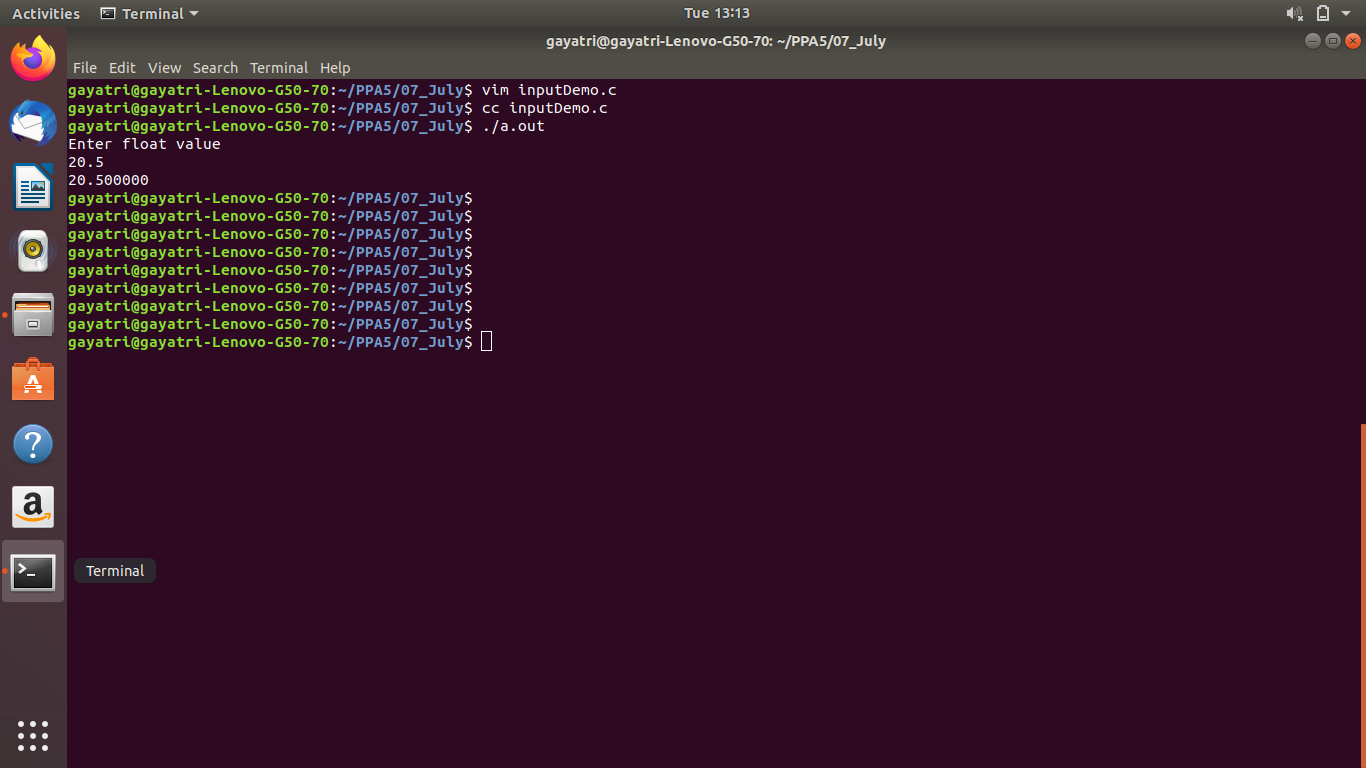 Activities Terminal Tue 13:13
gayatri@gayatri-Lenovo-G50-70: ~/PPA5/07_July
File Edit View Search Terminal Help
gayatri@gayatri-Lenovo-G50-70:~/PPA5/07_July$ vim inputDemo.c
gayatri@gayatri-Lenovo-G50-70:~/PPA5/07_July$ cc inputDemo.c
gayatri@gayatri-Lenovo-G50-70:~/PPA5/07_July$ ./a.out
Enter float value
20.5
20.500000
gayatri@gayatri-Lenovo-G50-70:~/PPA5/07_July$
gayatri@gayatri-Lenovo-G50-70:~/PPA5/07_July$
gayatri@gayatri-Lenovo-G50-70:~/PPA5/07_July$
gayatri@gayatri-Lenovo-G50-70:~/PPA5/07_July$
gayatri@gayatri-Lenovo-G50-70:~/PPA5/07_July$
gayatri@gayatri-Lenovo-G50-70:~/PPA5/07_July$
gayatri@gayatri-Lenovo-G50-70:~/PPA5/07_July$
gayatri@gayatri-Lenovo-G50-70:~/PPA5/07_July$
gayatri@gayatri-Lenovo-G50-70:~/PPA5/07_July$
Terminal